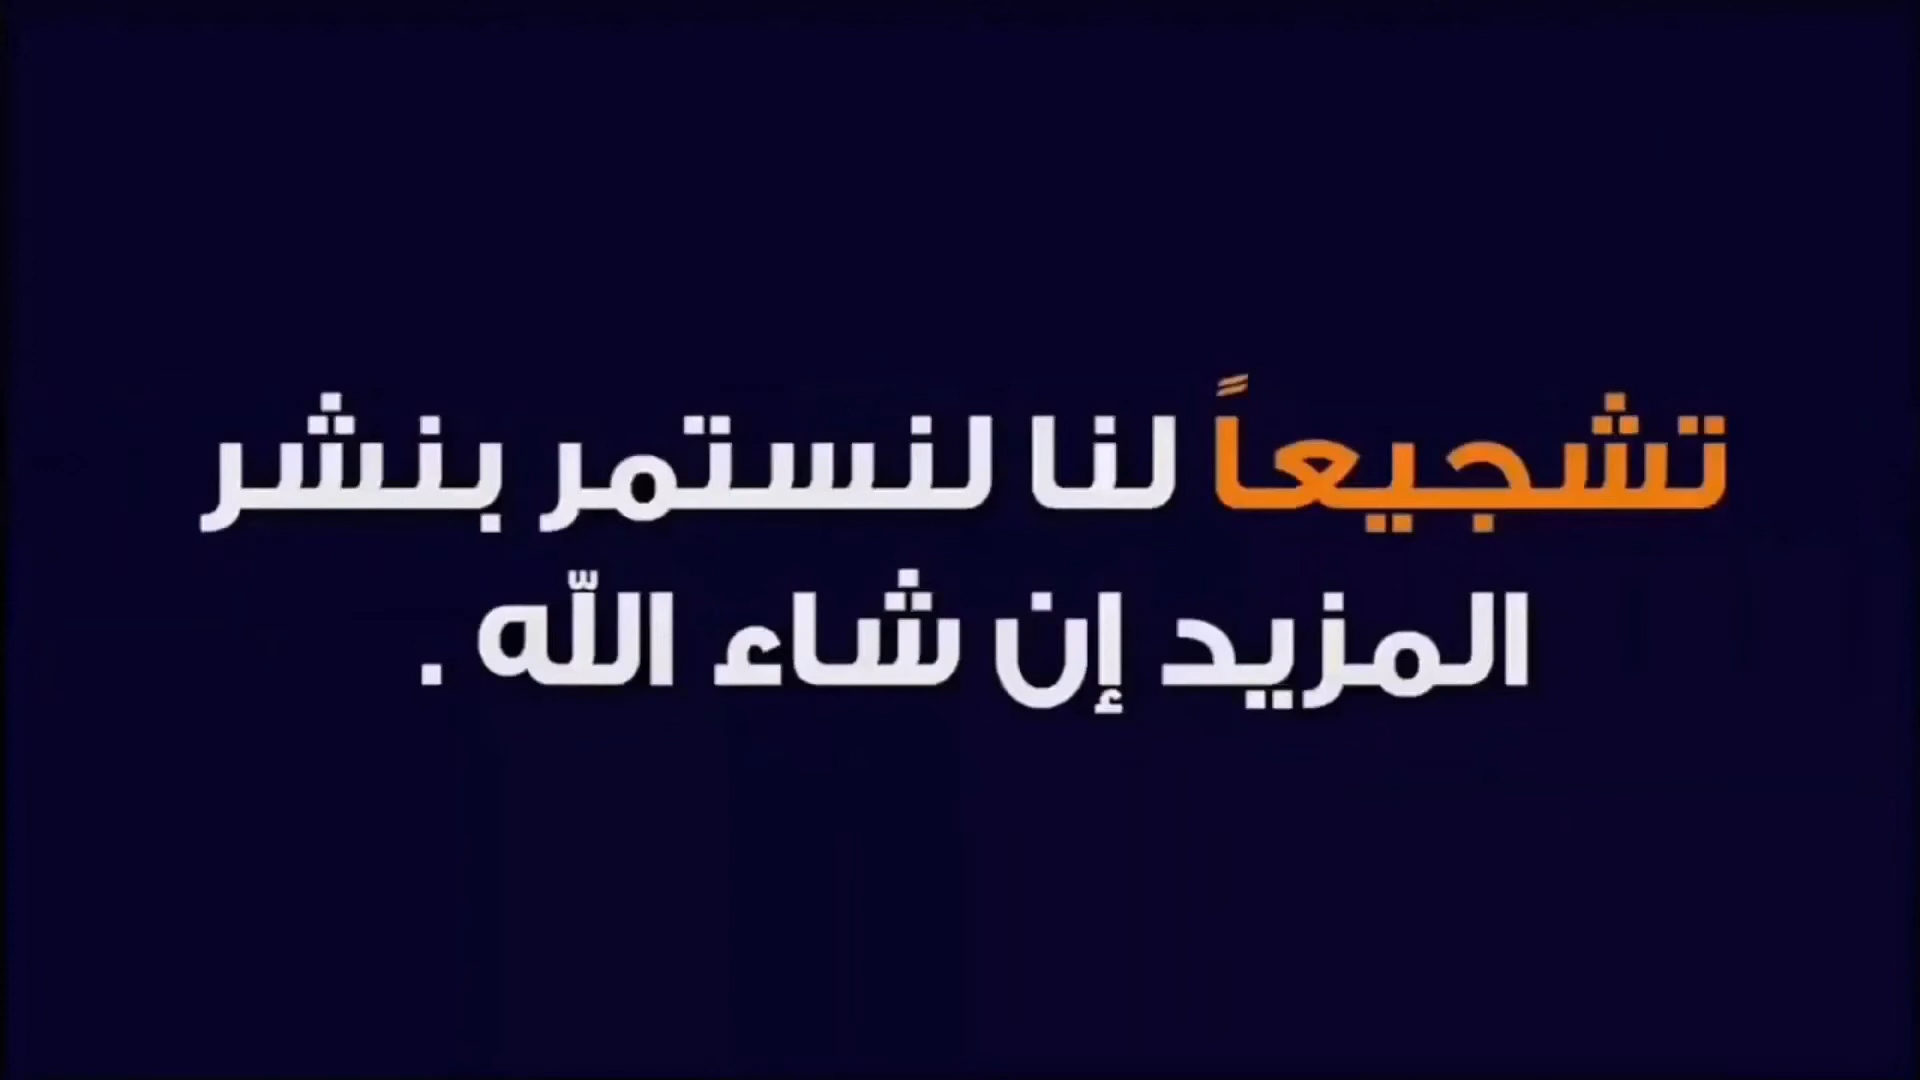 تشجيعاً لنا لنستمر بنشر
المزيد إن شاء اللّه .